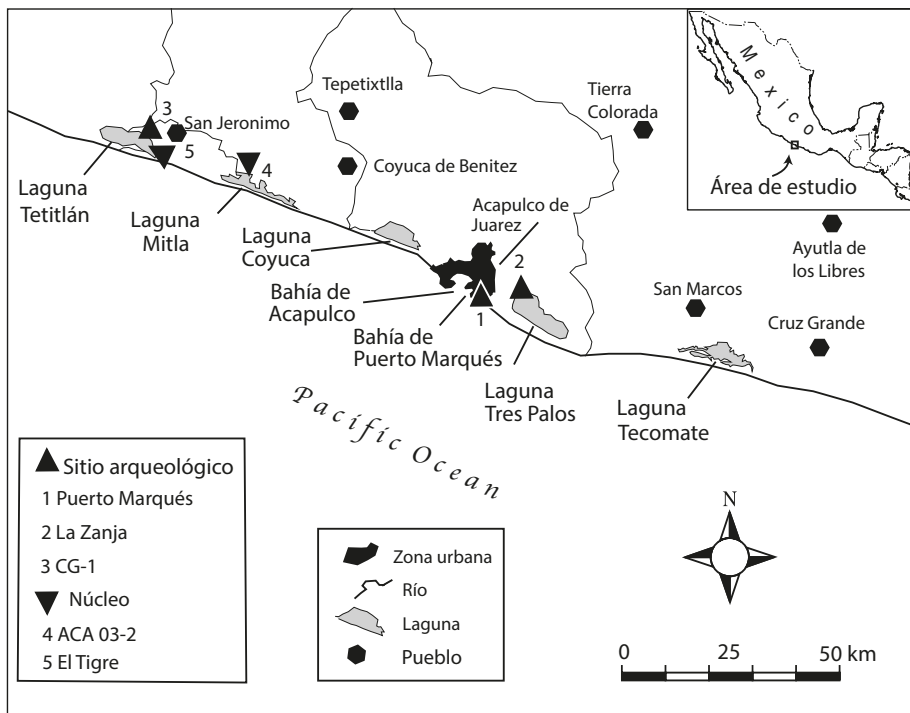 Mexico
Área de estudio
Tepetixtlla
Tierra
Colorada
3
San Jeronimo
5
4
Coyuca de Benitez
Laguna
Tetitlán
Laguna
Mitla
Laguna
Coyuca
Acapulco de
Juarez
2
Ayutla de
los Libres
San Marcos
Bahía de
Acapulco
1
Cruz Grande
Bahía de
Puerto Marqués
Laguna
Tres Palos
Laguna
Tecomate
Pacific Ocean
Sitio arqueológico
1 Puerto Marqués
2 La Zanja
3 CG-1
Núcleo
4 ACA 03-2
5 El Tigre
Zona urbana
Río
Laguna
Pueblo
N
0 25 50 km